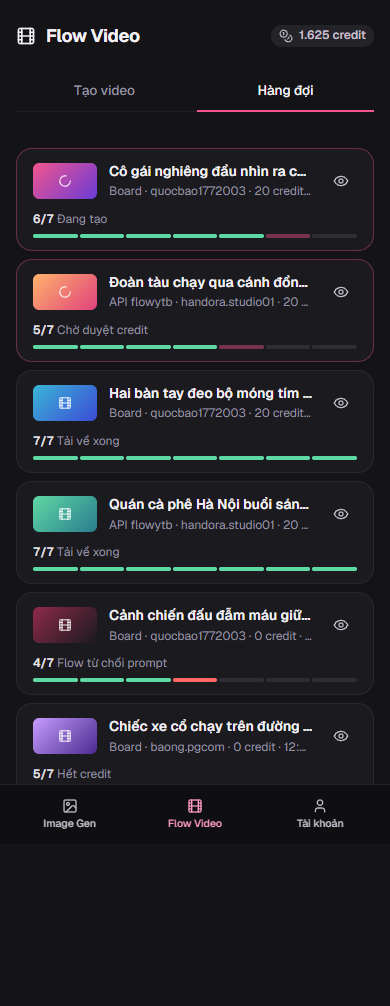 Flow Video
1.625 credit
Tạo video
Hàng đợi
Cô gái nghiêng đầu nhìn ra c...
Board · quocbao1772003 · 20 credit...
6/7 Đang tạo
Đoàn tàu chạy qua cánh đồn...
API flowytb · handora.studio01 · 20 ...
5/7 Chờ duyệt credit
Hai bàn tay đeo bộ móng tím ...
Board · quocbao1772003 · 20 credit...
7/7 Tải về xong
Quán cà phê Hà Nội buổi sán...
API flowytb · handora.studio01 · 20 ...
7/7 Tải về xong
Cảnh chiến đấu đẫm máu giữ...
Board · quocbao1772003 · 0 credit · ...
4/7 Flow từ chối prompt
Chiếc xe cổ chạy trên đường ...
Board · baong.pgcom · 0 credit · 12:...
5/7 Hết credit
Image Gen
Flow Video
Tài khoản